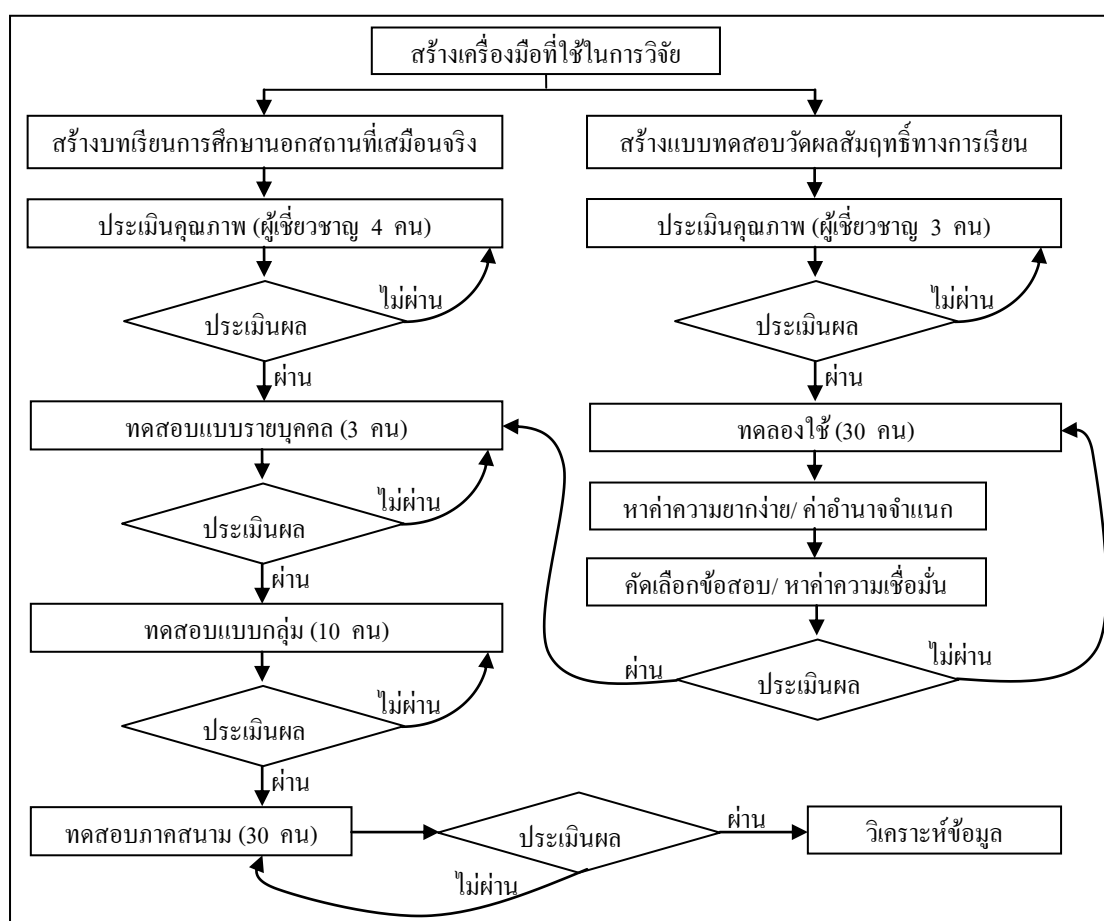 สร้างเครื่องมือที่ใช้ในการวิจัย
สร้างบทเรียนการศึกษานอกสถานที่เสมือนจริง
สร้างแบบทดสอบวัดผลสัมฤทธิ์ทางการเรียน
ประเมินคุณภาพ (ผู้เชี่ยวชาญ 4 คน)
ประเมินคุณภาพ (ผู้เชี่ยวชาญ 3 คน)
ไม่ผ่าน
ไม่ผ่าน
ประเมินผล
ประเมินผล
ผ่าน
ผ่าน
ทดสอบแบบรายบุคคล (3 คน)
ทดลองใช้ (30 คน)
ไม่ผ่าน
หาค่าความยากง่าย/ ค่าอำนาจจำแนก
ประเมินผล
คัดเลือกข้อสอบ/ หาค่าความเชื่อมั่น
ผ่าน
ทดสอบแบบกลุ่ม (10 คน)
ผ่าน
ไม่ผ่าน
ประเมินผล
ไม่ผ่าน
ประเมินผล
ผ่าน
ทดสอบภาคสนาม (30 คน)
ประเมินผล
ผ่าน
วิเคราะห์ข้อมูล
ไม่ผ่าน